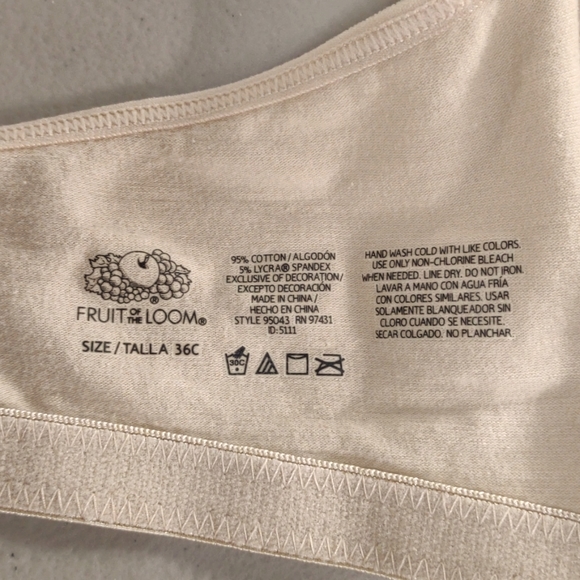 FRUIT OF THE LOOM®
SIZE / TALLA 36C
95% COTTON / ALGODÓN
5% LYCRA® SPANDEX
EXCLUSIVE OF DECORATION/
EXCEPTO DECORACIÓN
MADE IN CHINA /
HECHO EN CHINA
STYLE 95043 RN 97431
ID: 5111
30C
HAND WASH COLD WITH LIKE COLORS.
USE ONLY NON-CHLORINE BLEACH
WHEN NEEDED. LINE DRY. DO NOT IRON.
LAVAR A MANO CON AGUA FRÍA
CON COLORES SIMILARES. USAR
SOLAMENTE BLANQUEADOR SIN
CLORO CUANDO SE NECESITE.
SECAR COLGADO. NO PLANCHAR.